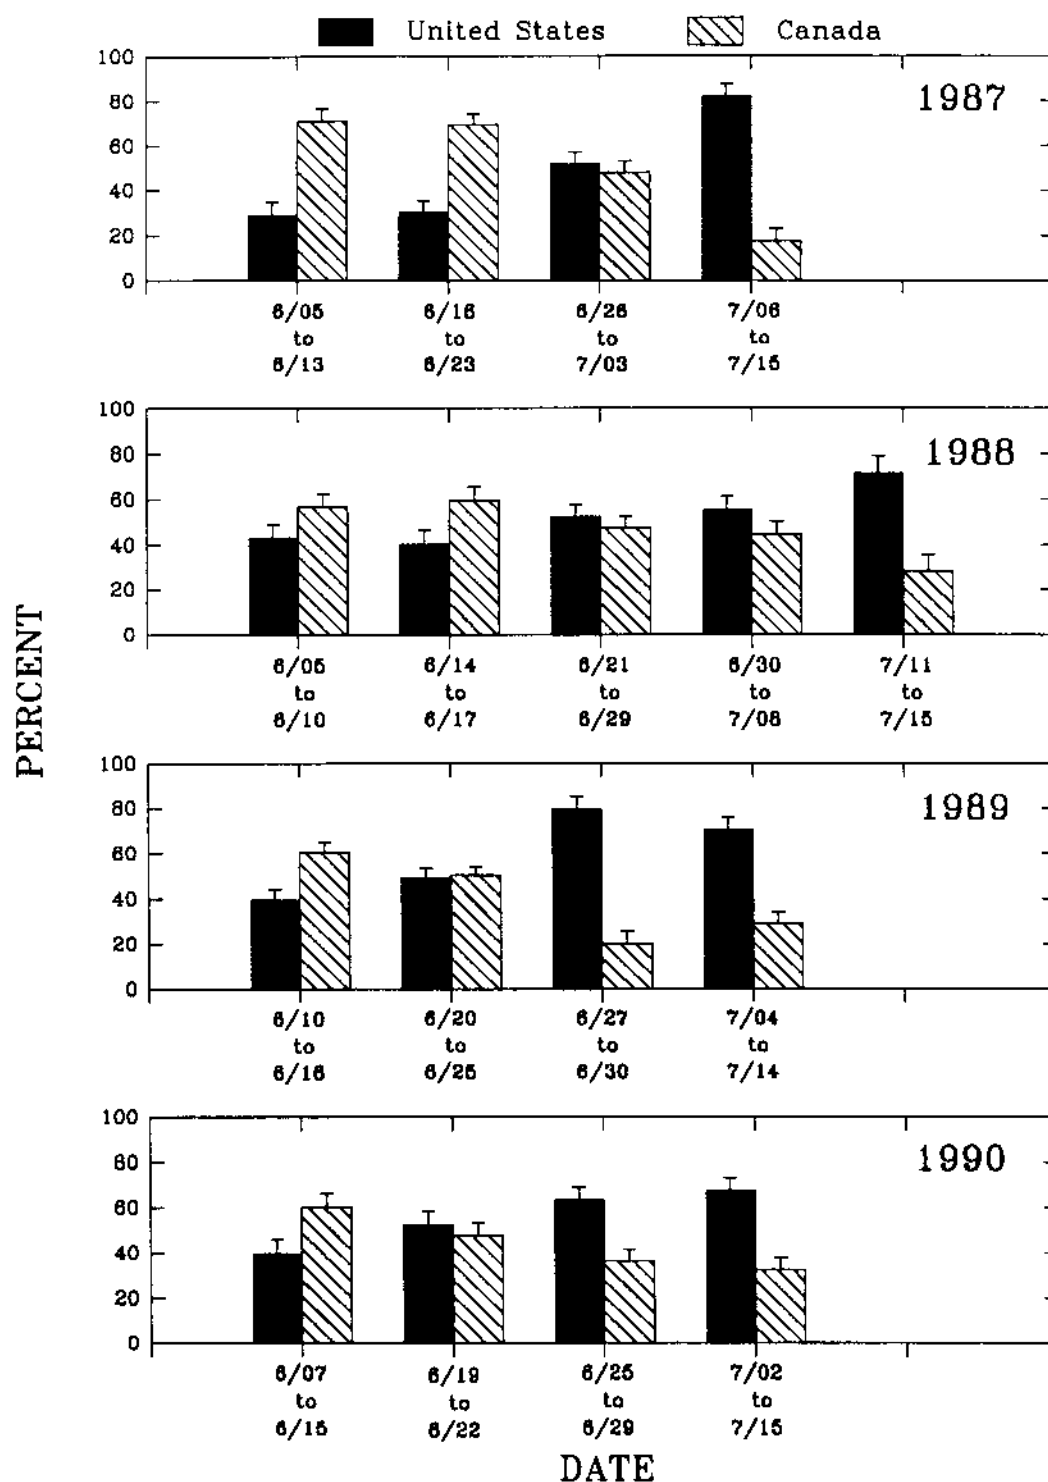 United States Canada
1987
100
80
60
40
20
0
6/05 6/16 6/26 7/06
to to to to
6/13 6/23 7/03 7/15
1988
100
80
60
40
20
0
6/05 6/14 6/21 6/30 7/11
to to to to to
6/10 6/17 6/29 7/08 7/15
PERCENT
1989
100
80
60
40
20
0
6/10 6/20 6/27 7/04
to to to to
6/16 6/25 6/30 7/14
1990
100
80
60
40
20
0
6/07 6/19 6/25 7/02
to to to to
6/15 6/22 6/29 7/15
DATE